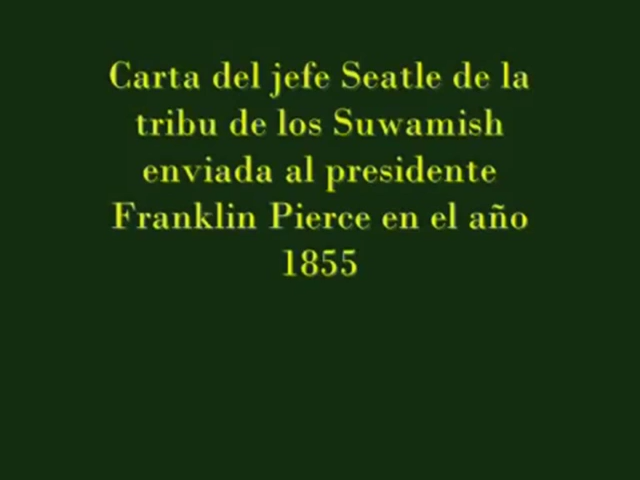 Carta del jefe Seatle de la
tribu de los Suwamish
enviada al presidente
Franklin Pierce en el año
1855